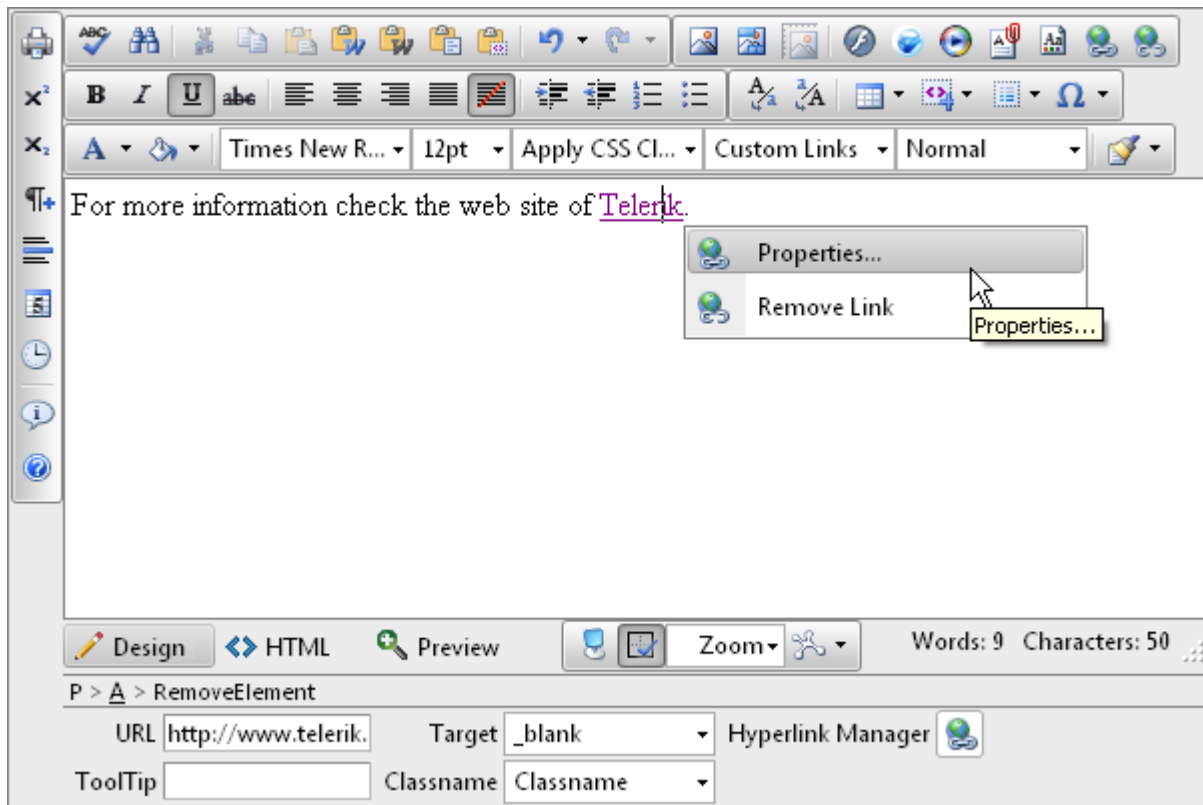 ABC
B I U abc A/a A/A Ω
x² A Times New R... 12pt Apply CSS Cl... Custom Links Normal
x₂
For more information check the web site of Telerik.
Properties...
Remove Link
Properties...
5
Design HTML Preview Zoom Words: 9 Characters: 50
P > A > RemoveElement
URL http://www.telerik. Target _blank Hyperlink Manager
ToolTip Classname Classname